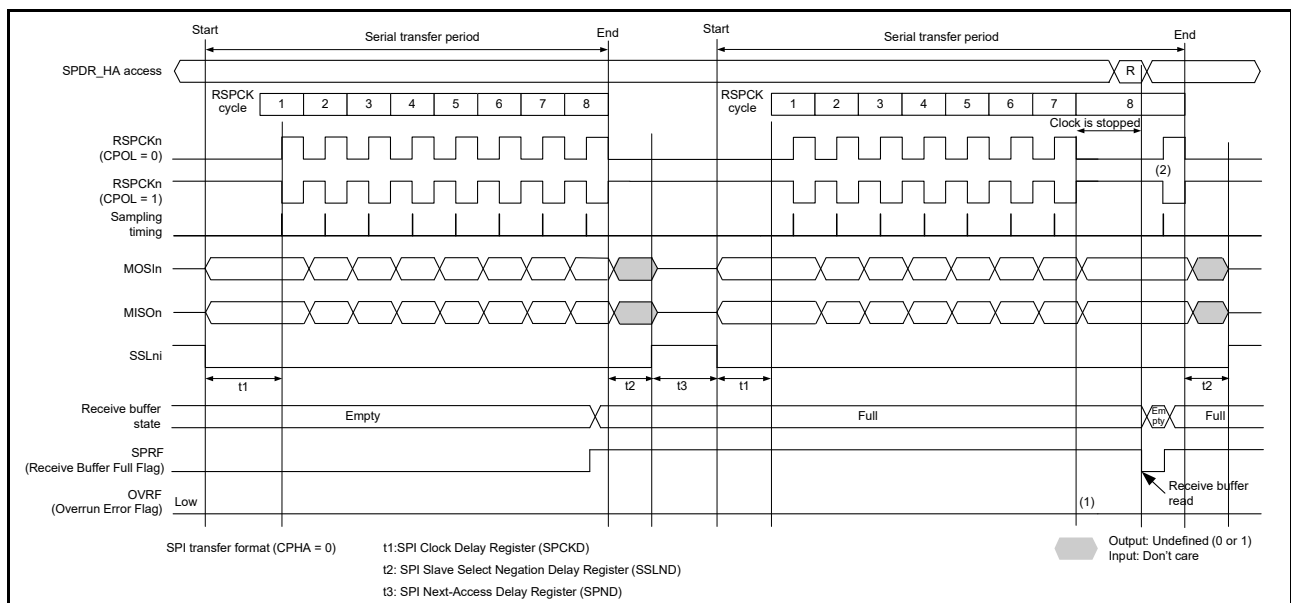 Start
Serial transfer period
End
Start
Serial transfer period
End
SPDR_HA access
R
RSPCK
cycle
1 2 3 4 5 6 7 8
RSPCK
cycle
1 2 3 4 5 6 7 8
Clock is stopped
RSPCKn
(CPOL = 0)
(2)
RSPCKn
(CPOL = 1)
Sampling
timing
MOSIn
MISOn
SSLni
t1
t2
t3
t1
t2
Receive buffer
state
Empty
Full
Em
pty
Full
SPRF
(Receive Buffer Full Flag)
Receive buffer
read
OVRF
(Overrun Error Flag)
Low
(1)
SPI transfer format (CPHA = 0)
t1:SPI Clock Delay Register (SPCKD)
t2: SPI Slave Select Negation Delay Register (SSLND)
t3: SPI Next-Access Delay Register (SPND)
Output: Undefined (0 or 1)
Input: Don't care